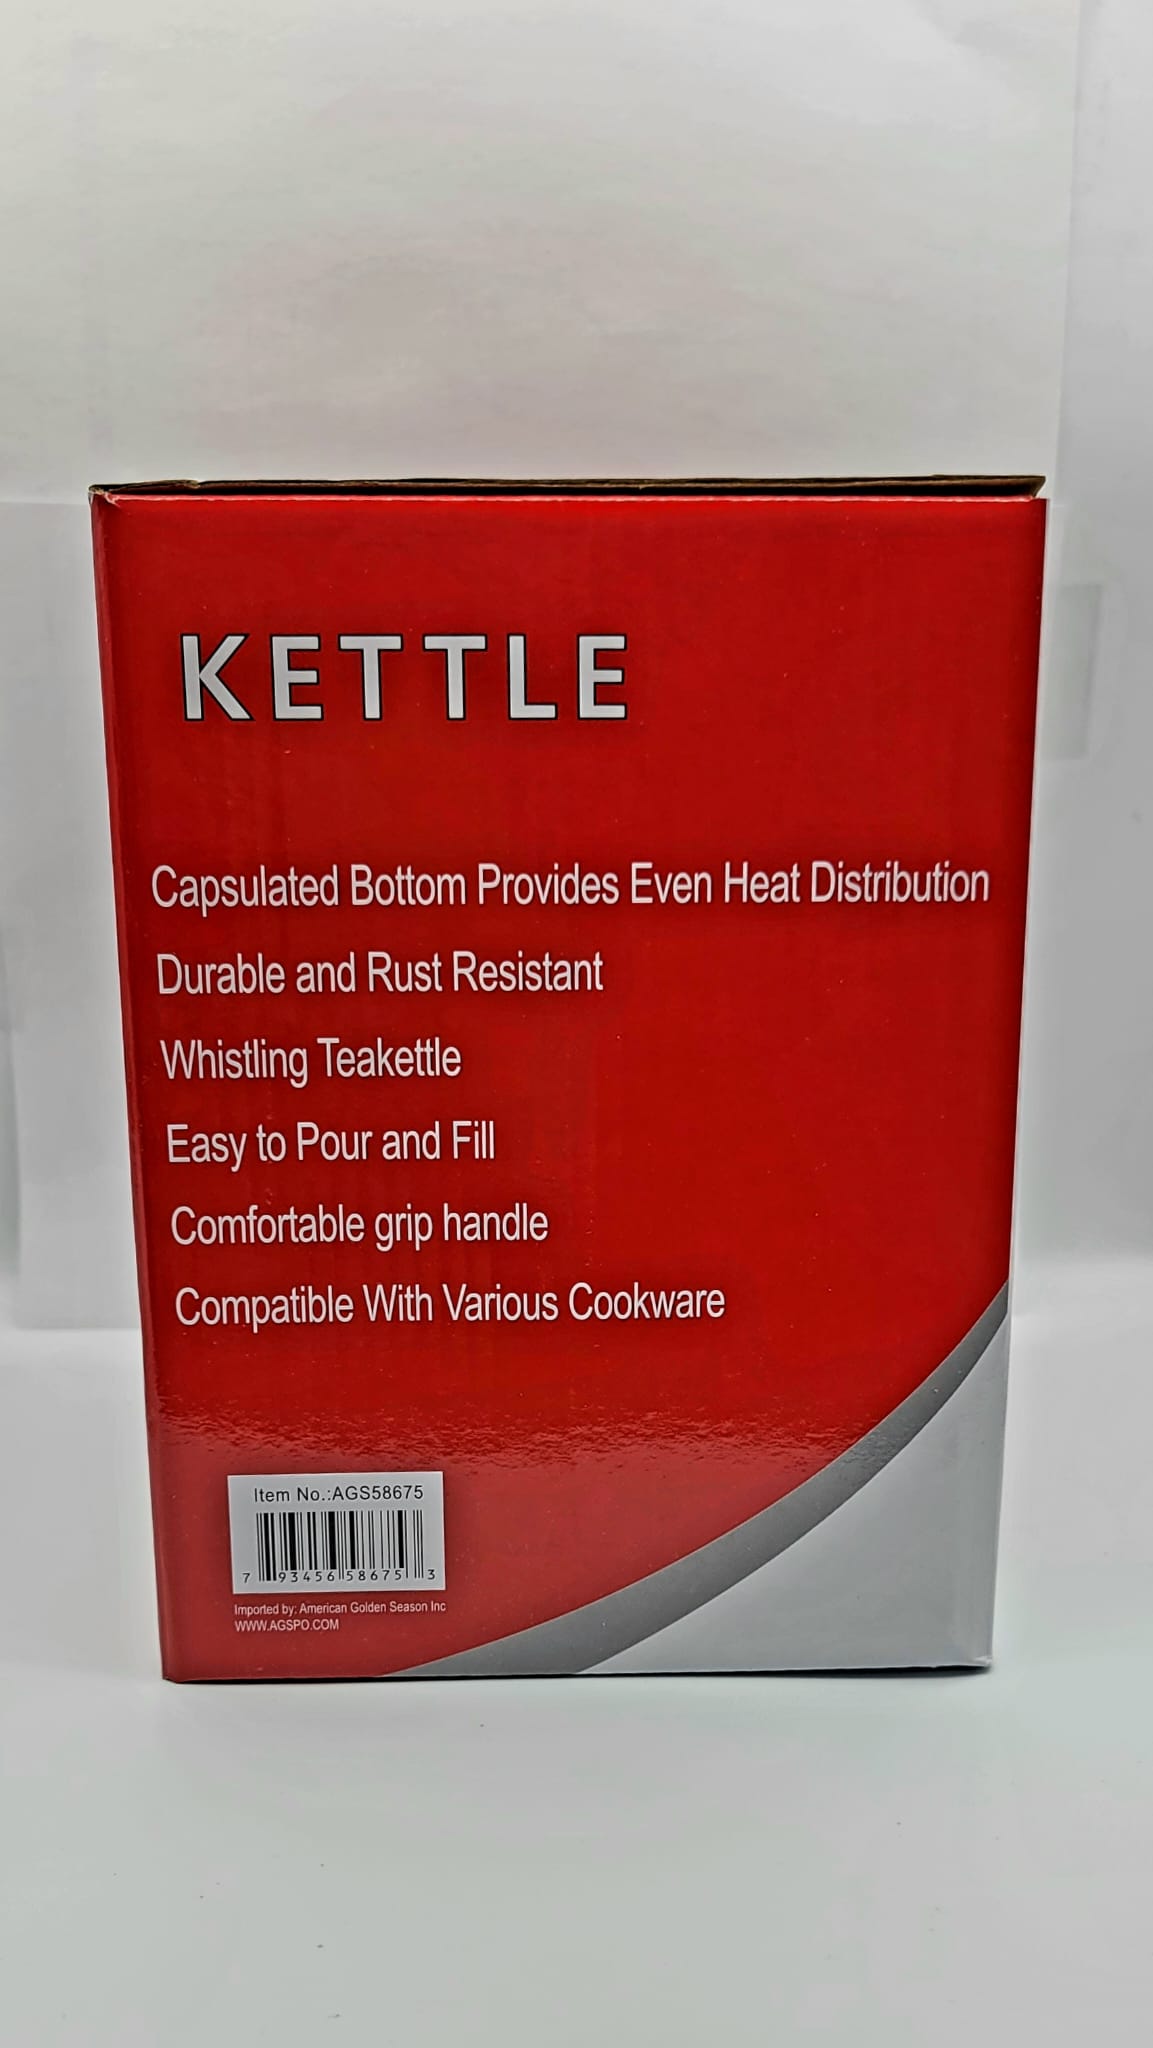 KETTLE
Capsulated Bottom Provides Even Heat Distribution
Durable and Rust Resistant
Whistling Teakettle
Easy to Pour and Fill
Comfortable grip handle
Compatible With Various Cookware
Item No.:AGS58675
7 93456 58675 3
Imported by: American Golden Season Inc
WWW.AGSPO.COM